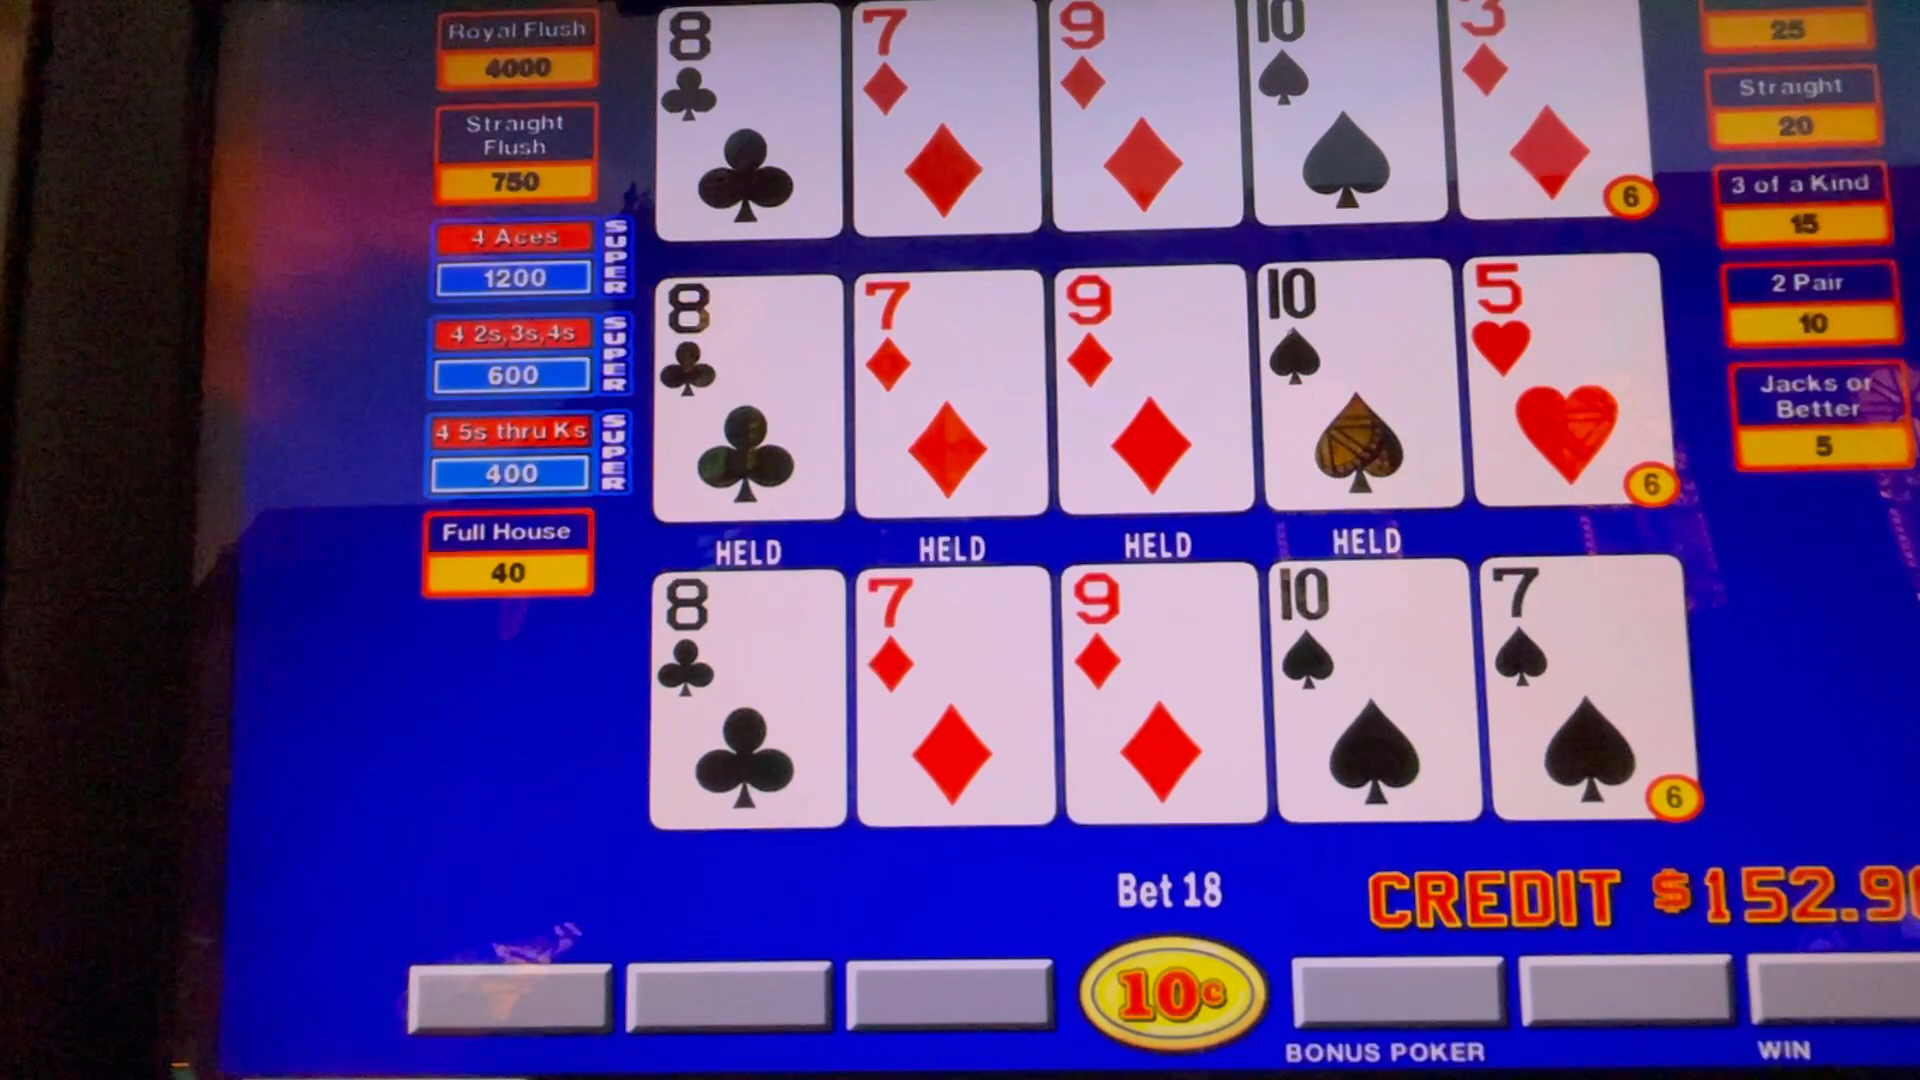 Royal Flush
4000
Straight
Flush
750
4 Aces
1200
SUPER
4 2s,3s,4s
600
SUPER
4 5s thru Ks
400
SUPER
Full House
40
8
7
9
10
3
6
8
7
9
10
5
6
HELD
HELD
HELD
HELD
8
7
9
10
7
6
25
Straight
20
3 of a Kind
15
2 Pair
10
Jacks or
Better
5
Bet 18
CREDIT $152.90
10¢
BONUS POKER
WIN